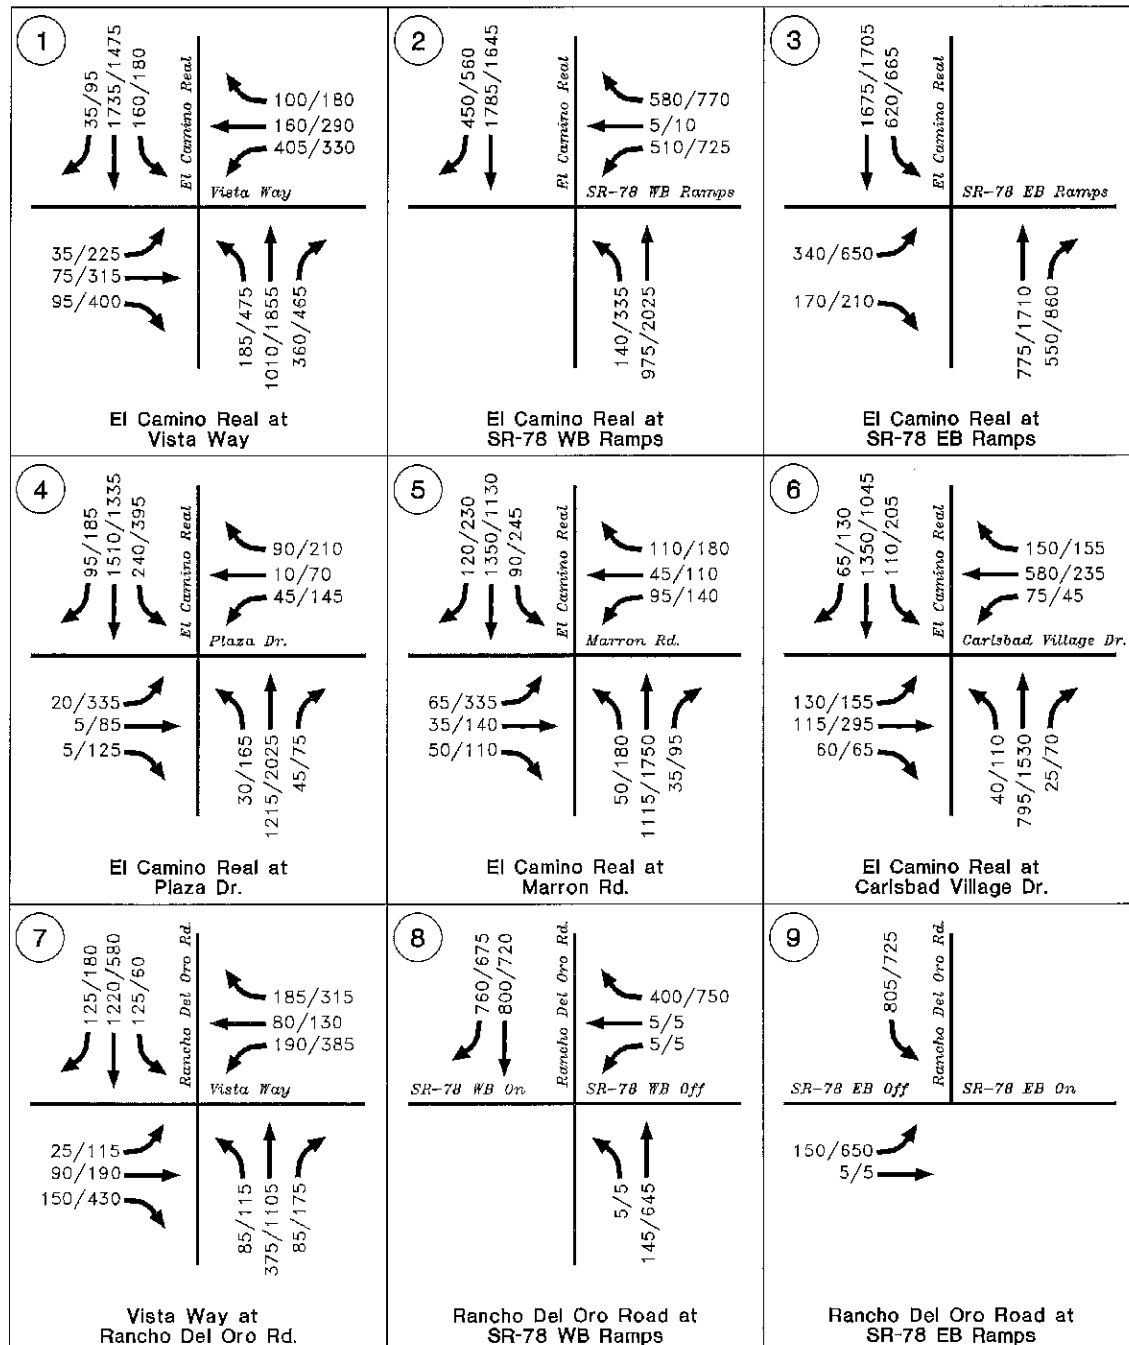 1
35/95
1735/1475
160/180
El Camino Real
100/180
160/290
405/330
Vista Way
35/225
75/315
95/400
185/475
1010/1855
360/465
El Camino Real at
Vista Way
2
450/560
1785/1645
El Camino Real
580/770
5/10
510/725
SR-78 WB Ramps
140/335
975/2025
El Camino Real at
SR-78 WB Ramps
3
1675/1705
620/665
El Camino Real
SR-78 EB Ramps
340/650
170/210
775/1710
550/860
El Camino Real at
SR-78 EB Ramps
4
95/185
1510/1335
240/395
El Camino Real
90/210
10/70
45/145
Plaza Dr.
20/335
5/85
5/125
30/165
1215/2025
45/75
El Camino Real at
Plaza Dr.
5
120/230
1350/1130
90/245
El Camino Real
110/180
45/110
95/140
Marron Rd.
65/335
35/140
50/110
50/180
1115/1750
35/95
El Camino Real at
Marron Rd.
6
65/130
1350/1045
110/205
El Camino Real
150/155
580/235
75/45
Carlsbad Village Dr.
130/155
115/295
60/65
40/110
795/1530
25/70
El Camino Real at
Carlsbad Village Dr.
7
125/180
1220/580
125/60
Rancho Del Oro Rd.
185/315
80/130
190/385
Vista Way
25/115
90/190
150/430
85/115
375/1105
85/175
Vista Way at
Rancho Del Oro Rd.
8
760/675
800/720
Rancho Del Oro Rd.
400/750
5/5
5/5
SR-78 WB On
SR-78 WB Off
5/5
145/645
Rancho Del Oro Road at
SR-78 WB Ramps
9
805/725
Rancho Del Oro Rd.
SR-78 EB Off
SR-78 EB On
150/650
5/5
Rancho Del Oro Road at
SR-78 EB Ramps